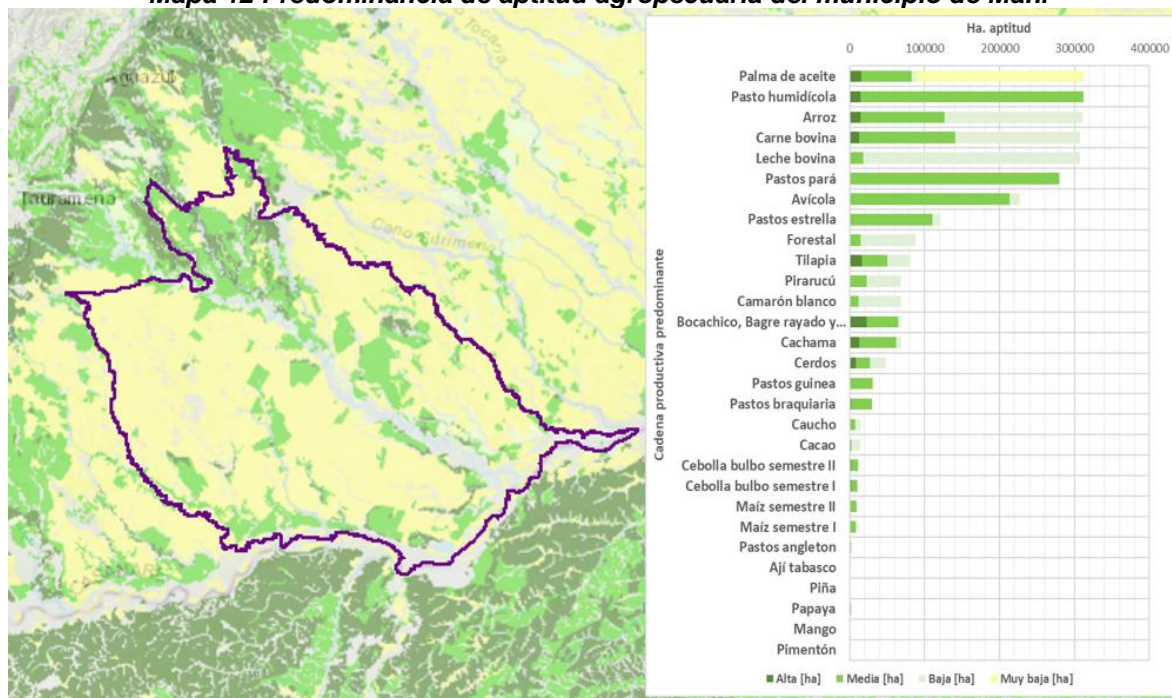 Mapa 12 Predominancia de aptitud agropecuaria del municipio de Maní
Aguazul
Tauramena
Ha. aptitud
0 100000 200000 300000 400000
Cadena productiva predominante
Palma de aceite
Pasto humidícola
Arroz
Carne bovina
Leche bovina
Pastos pará
Avícola
Pastos estrella
Forestal
Tilapia
Pirarucú
Camarón blanco
Bocachico, Bagre rayado y...
Cachama
Cerdos
Pastos guinea
Pastos braquiaria
Caucho
Cacao
Cebolla bulbo semestre II
Cebolla bulbo semestre I
Maíz semestre II
Maíz semestre I
Pastos angleton
Ají tabasco
Piña
Papaya
Mango
Pimentón
Alta [ha] Media [ha] Baja [ha] Muy baja [ha]